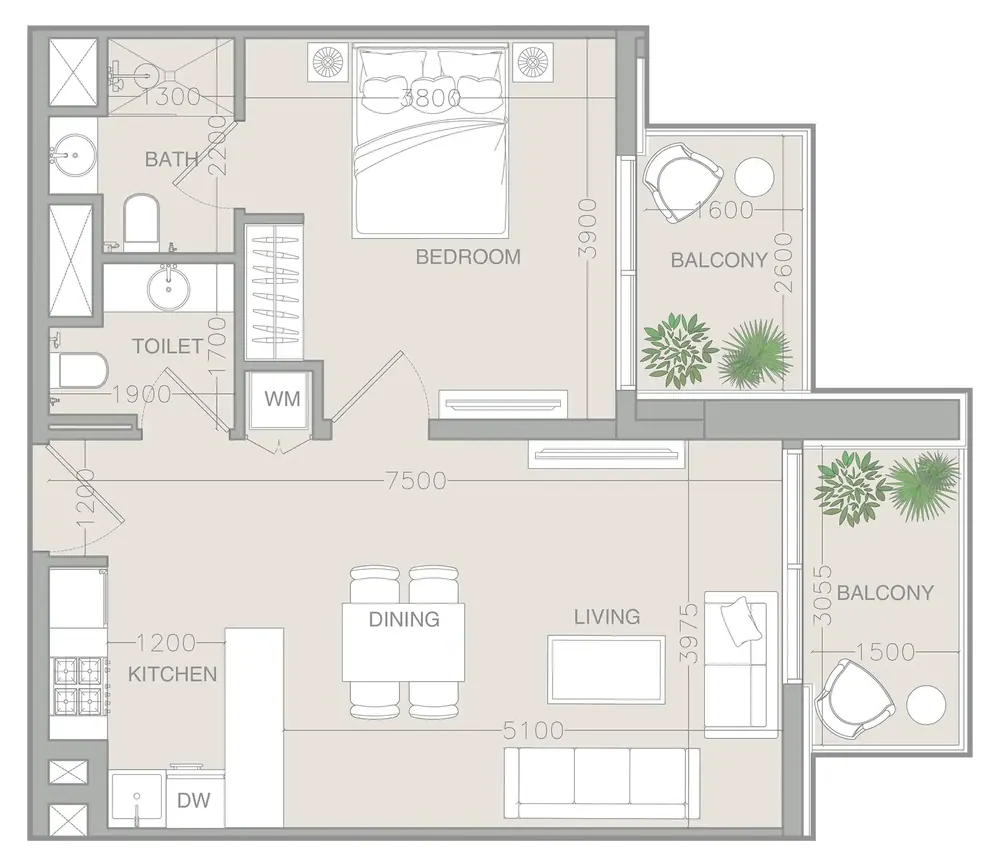 1300
3800
2200
BATH
1600
3900
BEDROOM
BALCONY
2600
TOILET
1700
1900
WM
7500
1200
3055
BALCONY
DINING
LIVING
3975
1200
KITCHEN
1500
5100
DW